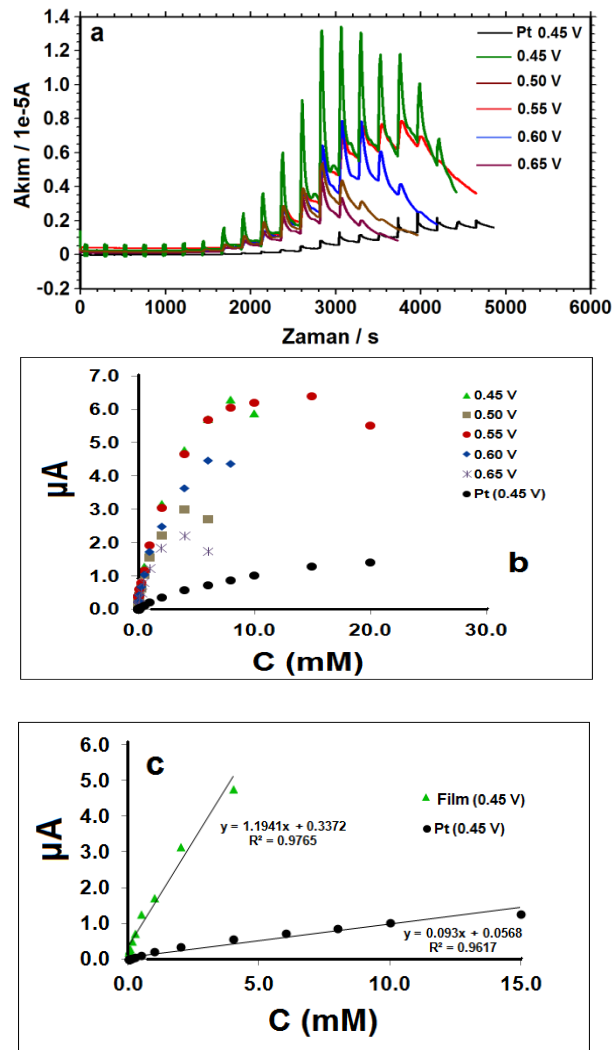 1.4
a
Pt 0.45 V
1.2
0.45 V
1.0
0.50 V
0.8
0.55 V
0.6
0.60 V
0.4
0.65 V
0.2
0
-0.2
Akım / 1e-5A
0 1000 2000 3000 4000 5000 6000
Zaman / s
7.0
6.0
5.0
4.0
3.0
2.0
1.0
0.0
µA
0.45 V
0.50 V
0.55 V
0.60 V
0.65 V
Pt (0.45 V)
b
0.0 10.0 20.0 30.0
C (mM)
6.0
5.0
4.0
3.0
2.0
1.0
0.0
µA
c
Film (0.45 V)
Pt (0.45 V)
y = 1.1941x + 0.3372
R² = 0.9765
y = 0.093x + 0.0568
R² = 0.9617
0.0 5.0 10.0 15.0
C (mM)